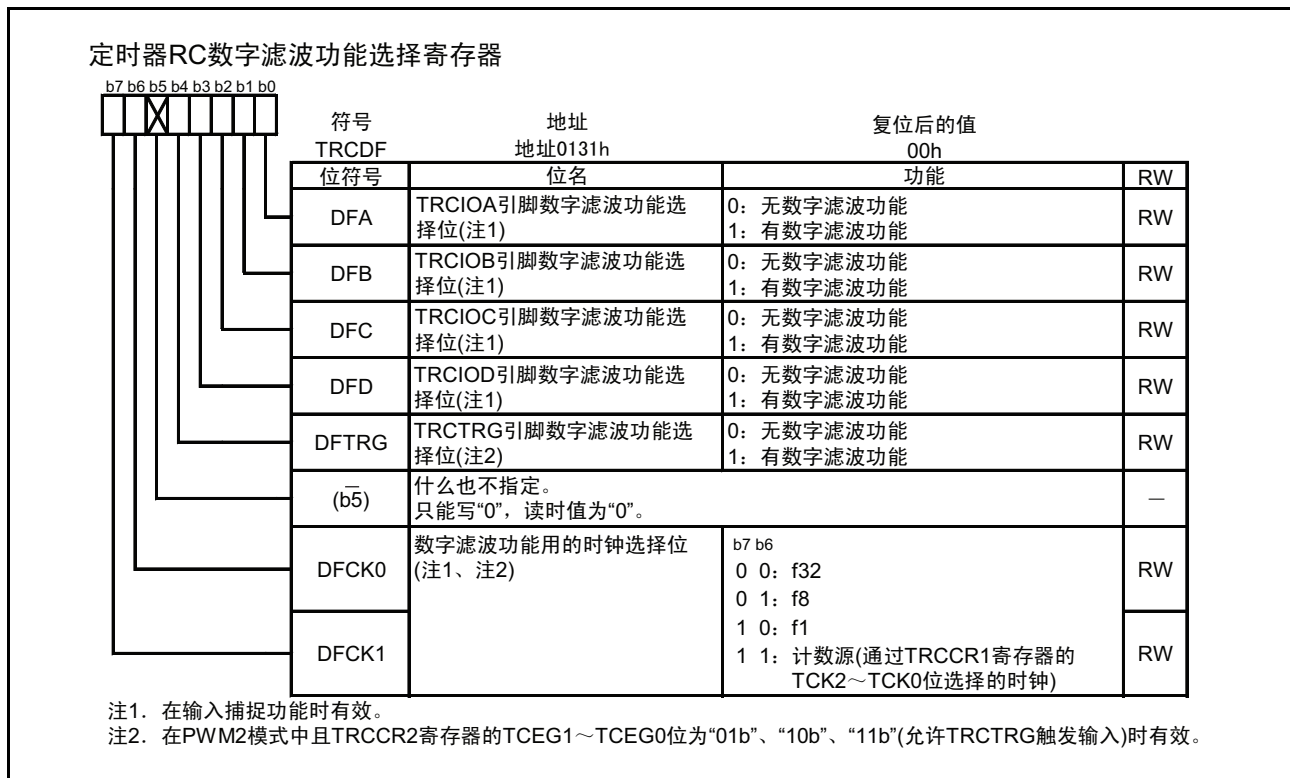 定时器RC数字滤波功能选择寄存器
b7 b6 b5 b4 b3 b2 b1 b0
符号 地址 复位后的值
TRCDF 地址0131h 00h
位符号 位名 功能 RW
DFA TRCIOA引脚数字滤波功能选 0：无数字滤波功能 RW
择位(注1) 1：有数字滤波功能
DFB TRCIOB引脚数字滤波功能选 0：无数字滤波功能 RW
择位(注1) 1：有数字滤波功能
DFC TRCIOC引脚数字滤波功能选 0：无数字滤波功能 RW
择位(注1) 1：有数字滤波功能
DFD TRCIOD引脚数字滤波功能选 0：无数字滤波功能 RW
择位(注1) 1：有数字滤波功能
DFTRG TRCTRG引脚数字滤波功能选 0：无数字滤波功能 RW
择位(注2) 1：有数字滤波功能
— 什么也不指定。 —
(b5) 只能写“0”，读时值为“0”。
DFCK0 数字滤波功能用的时钟选择位 b7 b6 RW
(注1、注2) 0 0：f32
0 1：f8
DFCK1 1 0：f1 RW
1 1：计数源(通过TRCCR1寄存器的
TCK2～TCK0位选择的时钟)
注1．在输入捕捉功能时有效。
注2．在PWM2模式中且TRCCR2寄存器的TCEG1～TCEG0位为“01b”、“10b”、“11b”(允许TRCTRG触发输入)时有效。